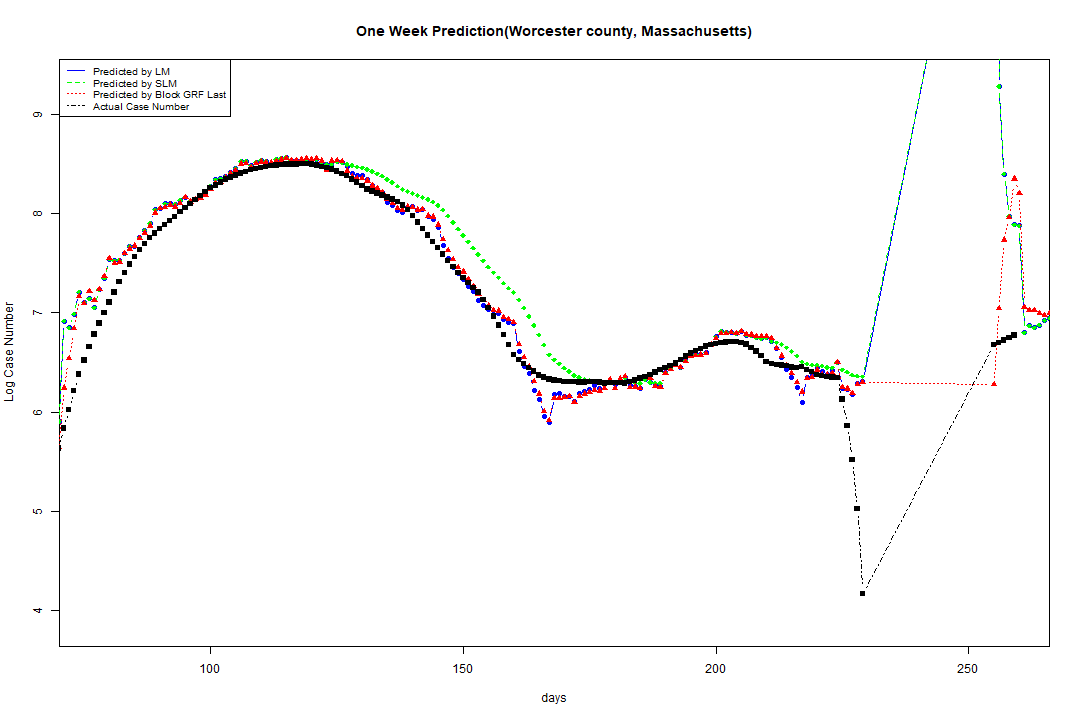 One Week Prediction(Worcester county, Massachusetts)
Predicted by LM
Predicted by SLM
Predicted by Block GRF Last
Actual Case Number
9
8
7
6
5
4
Log Case Number
100 150 200 250
days